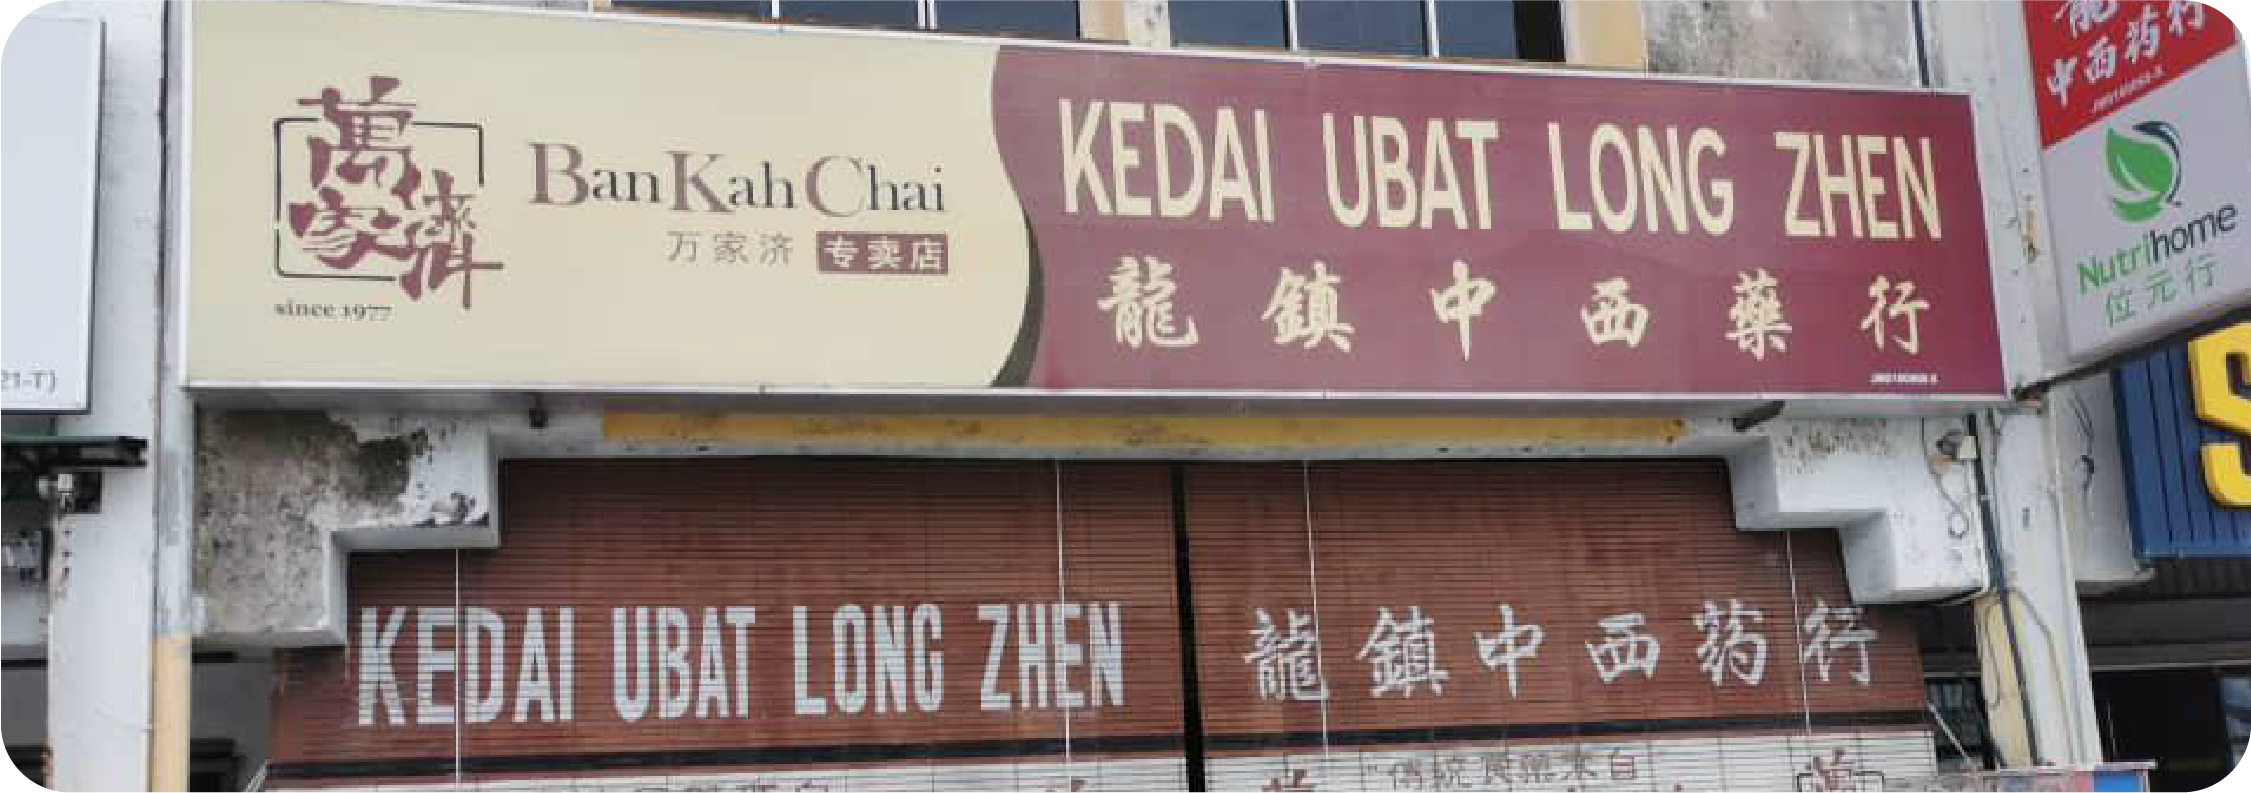 萬家濟
since 1977
BanKahChai
万家济 专卖店
KEDAI UBAT LONG ZHEN
龍鎮中西藥行
中西药行
Nutrihome
位元行
21-T)
S
KEDAI UBAT LONG ZHEN
龍鎮中西药行